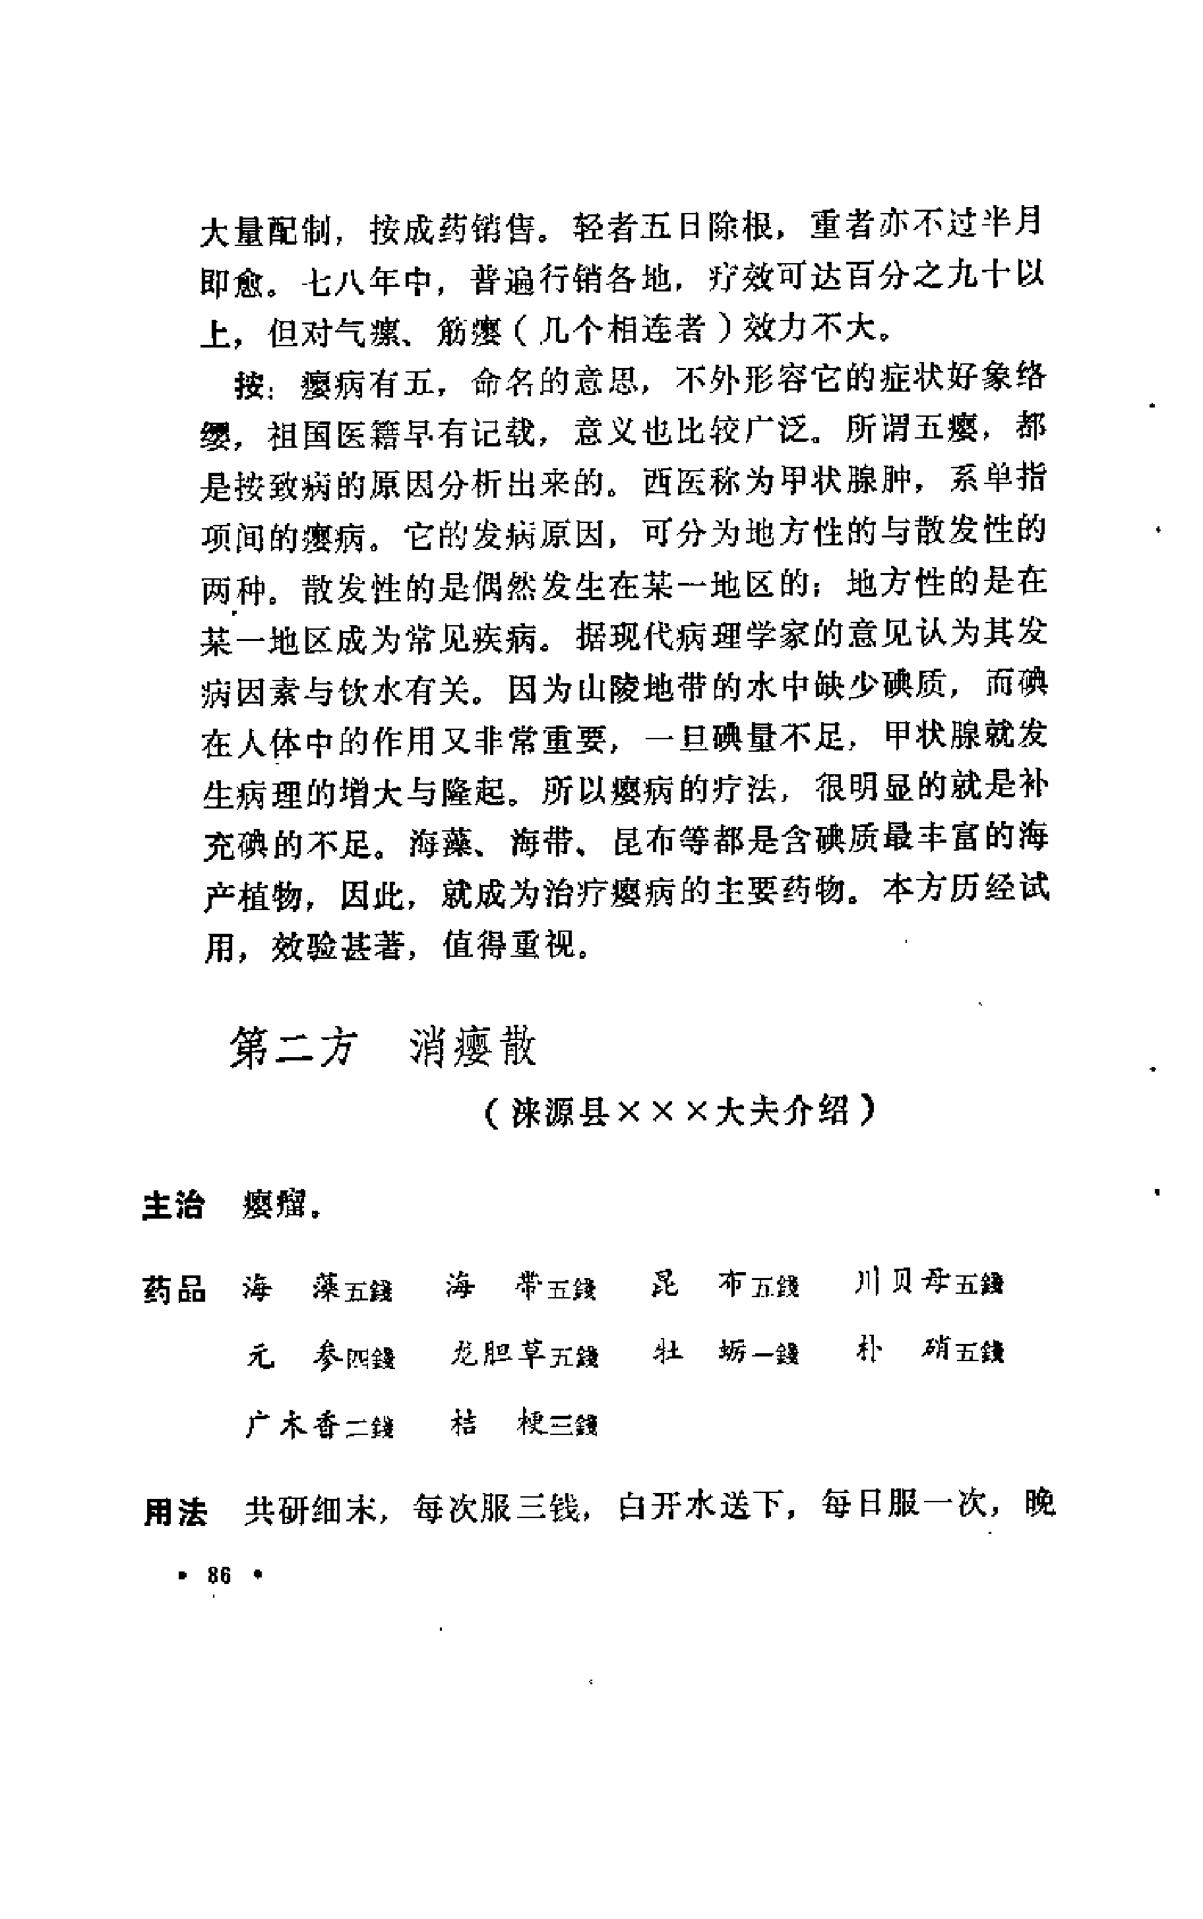 大量配制，按成药销售。轻者五日除根，重者亦不过半月
即愈。七八年中，普遍行销各地，疗效可达百分之九十以
上，但对气瘰、筋瘿（几个相连者）效力不大。
按：瘿病有五，命名的意思，不外形容它的症状好象络
缨，祖国医籍早有记载，意义也比较广泛。所谓五瘿，都
是按致病的原因分析出来的。西医称为甲状腺肿，系单指
项间的瘿病。它的发病原因，可分为地方性的与散发性的
两种。散发性的是偶然发生在某一地区的；地方性的是在
某一地区成为常见疾病。据现代病理学家的意见认为其发
病因素与饮水有关。因为山陵地带的水中缺少碘质，而碘
在人体中的作用又非常重要，一旦碘量不足，甲状腺就发
生病理的增大与隆起。所以瘿病的疗法，很明显的就是补
充碘的不足。海藻、海带、昆布等都是含碘质最丰富的海
产植物，因此，就成为治疗瘿病的主要药物。本方历经试
用，效验甚著，值得重视。
第二方　消瘿散
（涞源县×××大夫介绍）
主治　瘿瘤。
药品　海　藻五錢　海　带五錢　昆　布五錢　川贝母五錢
元　参四錢　龙胆草五錢　牡　蛎一錢　朴　硝五錢
广木香二錢　桔　梗三錢
用法　共研细末，每次服三钱，白开水送下，每日服一次，晚
• 86 •